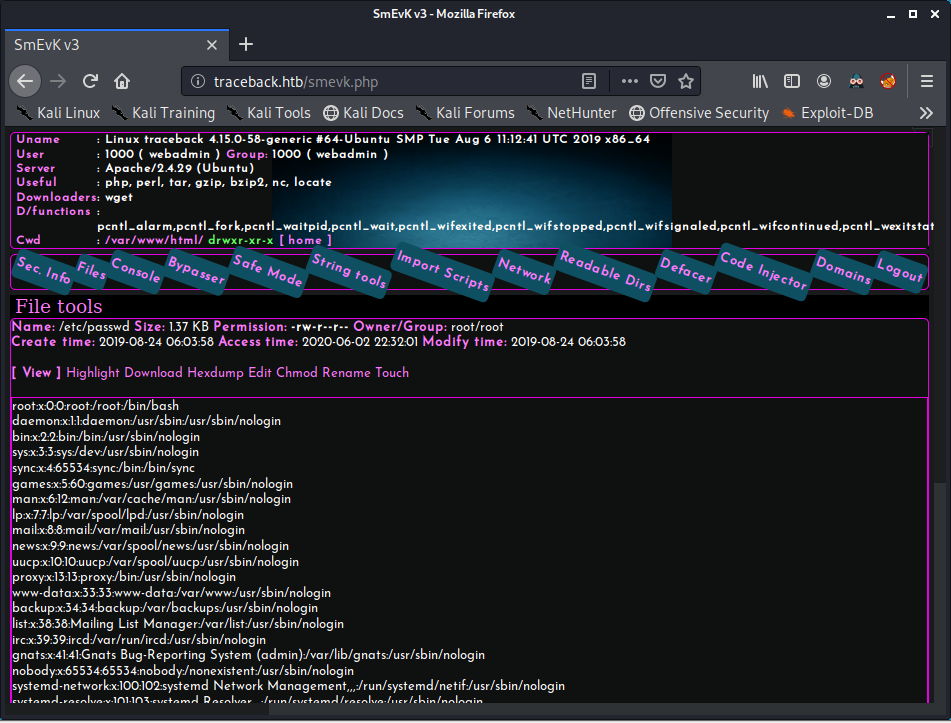 SmEvK v3 - Mozilla Firefox
SmEvK v3
traceback.htb/smevk.php
Kali Linux Kali Training Kali Tools Kali Docs Kali Forums NetHunter Offensive Security Exploit-DB
Uname : Linux traceback 4.15.0-58-generic #64-Ubuntu SMP Tue Aug 6 11:12:41 UTC 2019 x86_64
User : 1000 ( webadmin ) Group: 1000 ( webadmin )
Server : Apache/2.4.29 (Ubuntu)
Useful : php, perl, tar, gzip, bzip2, nc, locate
Downloaders: wget
D/functions :
pcntl_alarm,pcntl_fork,pcntl_waitpid,pcntl_wait,pcntl_wifexited,pcntl_wifstopped,pcntl_wifsignaled,pcntl_wifcontinued,pcntl_wexitstat
Cwd : /var/www/html/ drwxr-xr-x [ home ]
Sec. Info Files Console Bypasser Safe Mode String tools Import Scripts Network Readable Dirs Defacer Code Injector Domains Logout
File tools
Name: /etc/passwd Size: 1.37 KB Permission: -rw-r--r-- Owner/Group: root/root
Create time: 2019-08-24 06:03:58 Access time: 2020-06-02 22:32:01 Modify time: 2019-08-24 06:03:58
[ View ] Highlight Download Hexdump Edit Chmod Rename Touch
root:x:0:0:root:/root:/bin/bash
daemon:x:1:1:daemon:/usr/sbin:/usr/sbin/nologin
bin:x:2:2:bin:/bin:/usr/sbin/nologin
sys:x:3:3:sys:/dev:/usr/sbin/nologin
sync:x:4:65534:sync:/bin:/bin/sync
games:x:5:60:games:/usr/games:/usr/sbin/nologin
man:x:6:12:man:/var/cache/man:/usr/sbin/nologin
lp:x:7:7:lp:/var/spool/lpd:/usr/sbin/nologin
mail:x:8:8:mail:/var/mail:/usr/sbin/nologin
news:x:9:9:news:/var/spool/news:/usr/sbin/nologin
uucp:x:10:10:uucp:/var/spool/uucp:/usr/sbin/nologin
proxy:x:13:13:proxy:/bin:/usr/sbin/nologin
www-data:x:33:33:www-data:/var/www:/usr/sbin/nologin
backup:x:34:34:backup:/var/backups:/usr/sbin/nologin
list:x:38:38:Mailing List Manager:/var/list:/usr/sbin/nologin
irc:x:39:39:ircd:/var/run/ircd:/usr/sbin/nologin
gnats:x:41:41:Gnats Bug-Reporting System (admin):/var/lib/gnats:/usr/sbin/nologin
nobody:x:65534:65534:nobody:/nonexistent:/usr/sbin/nologin
systemd-network:x:100:102:systemd Network Management,,,:/run/systemd/netif:/usr/sbin/nologin
systemd-resolve:x:101:103:systemd Resolver,,,:/run/systemd/resolve:/usr/sbin/nologin